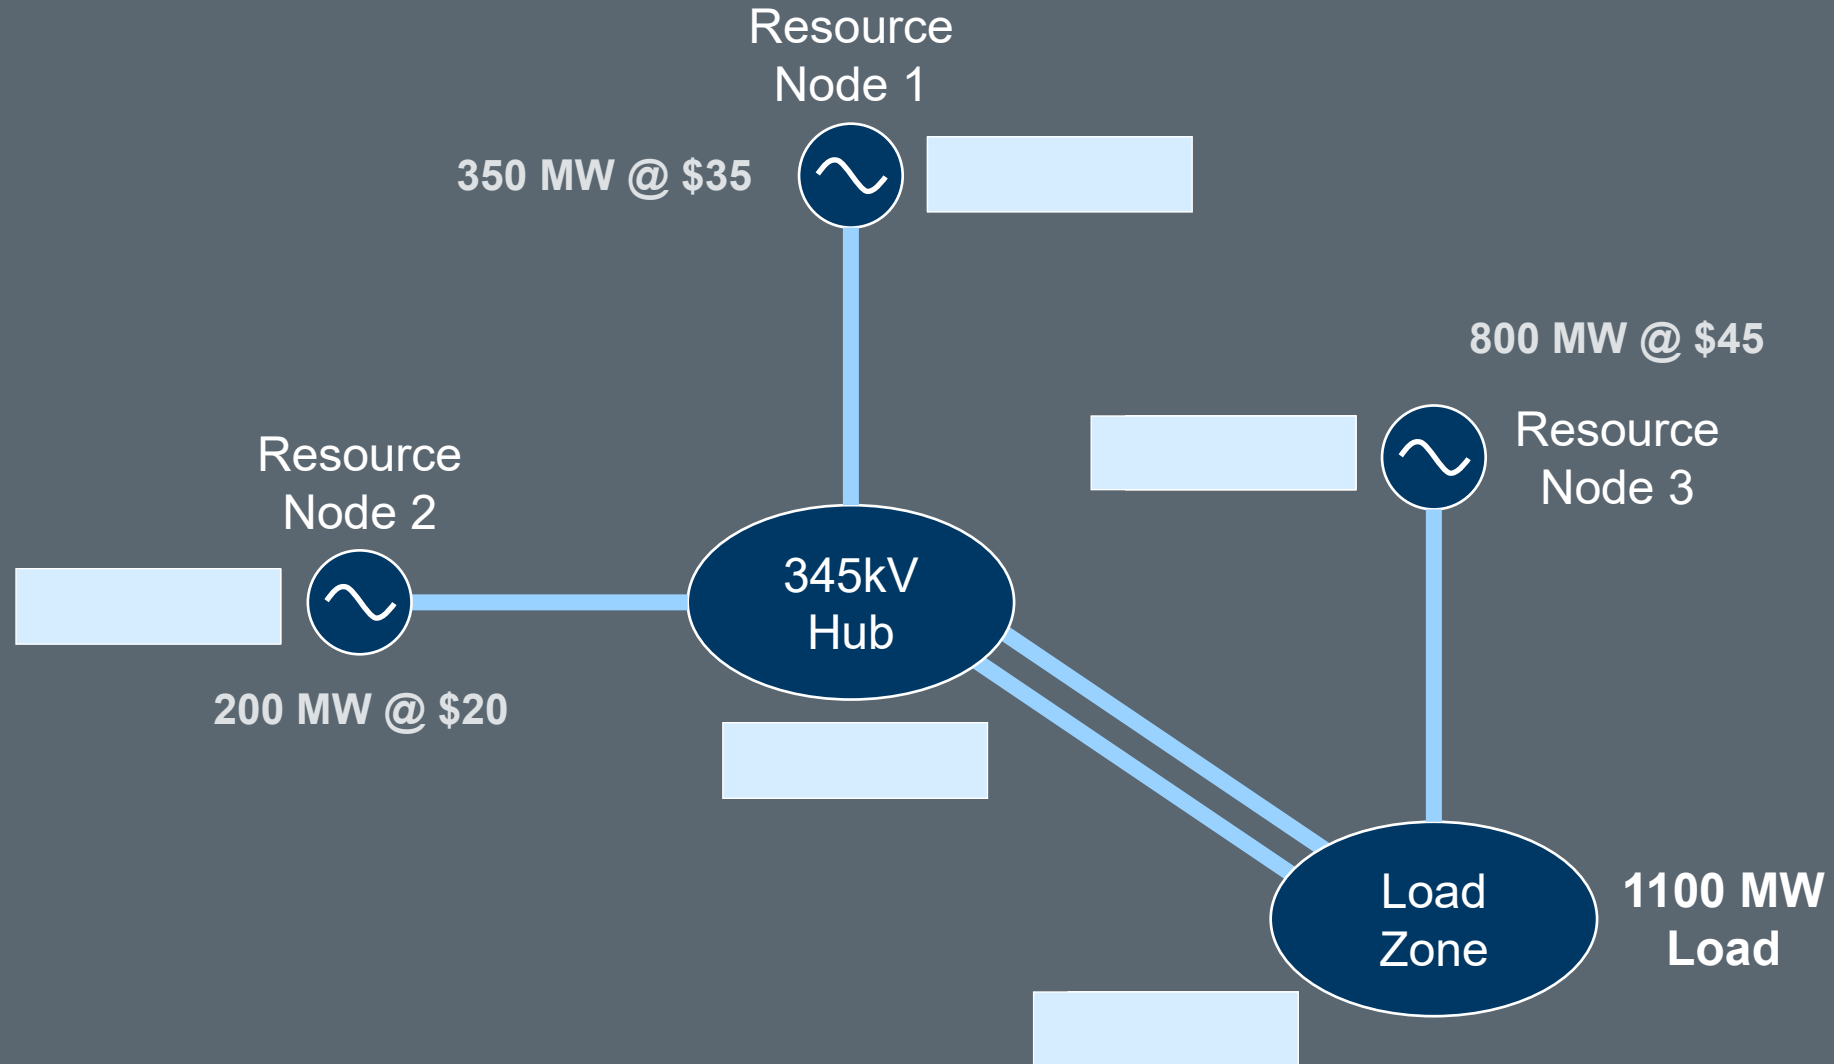 Resource
Node 1
350 MW @ $35
800 MW @ $45
Resource
Node 3
Resource
Node 2
200 MW @ $20
345kV
Hub
Load
Zone
1100 MW
Load